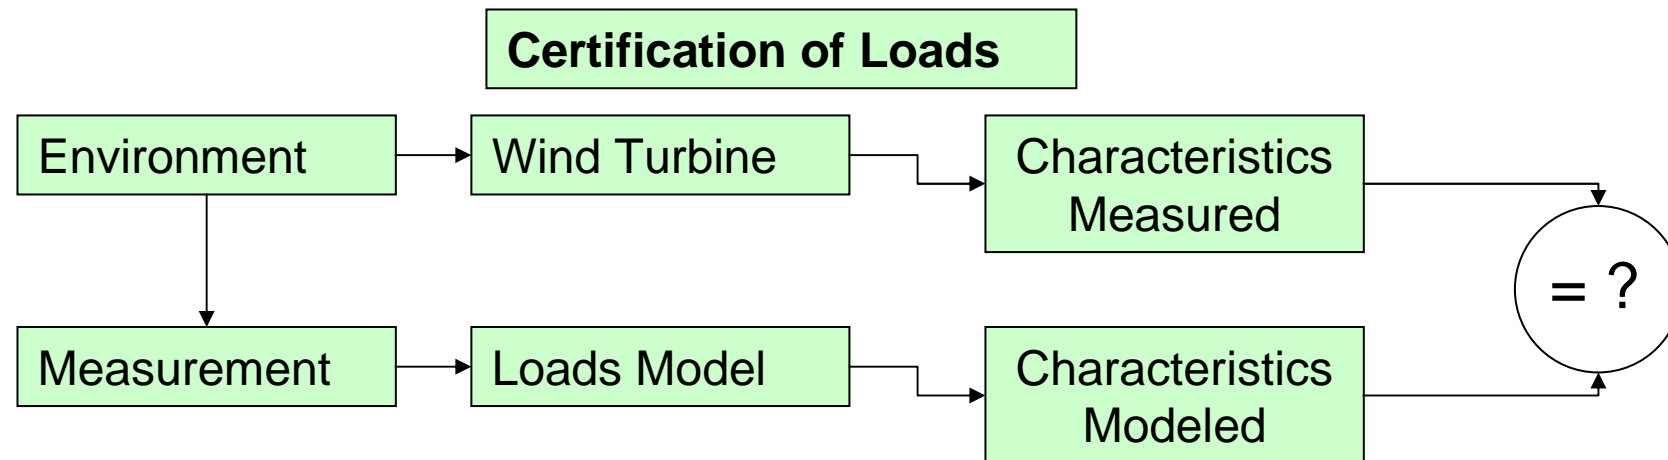 Certification of Loads
Environment
Wind Turbine
Characteristics
Measured
= ?
Measurement
Loads Model
Characteristics
Modeled